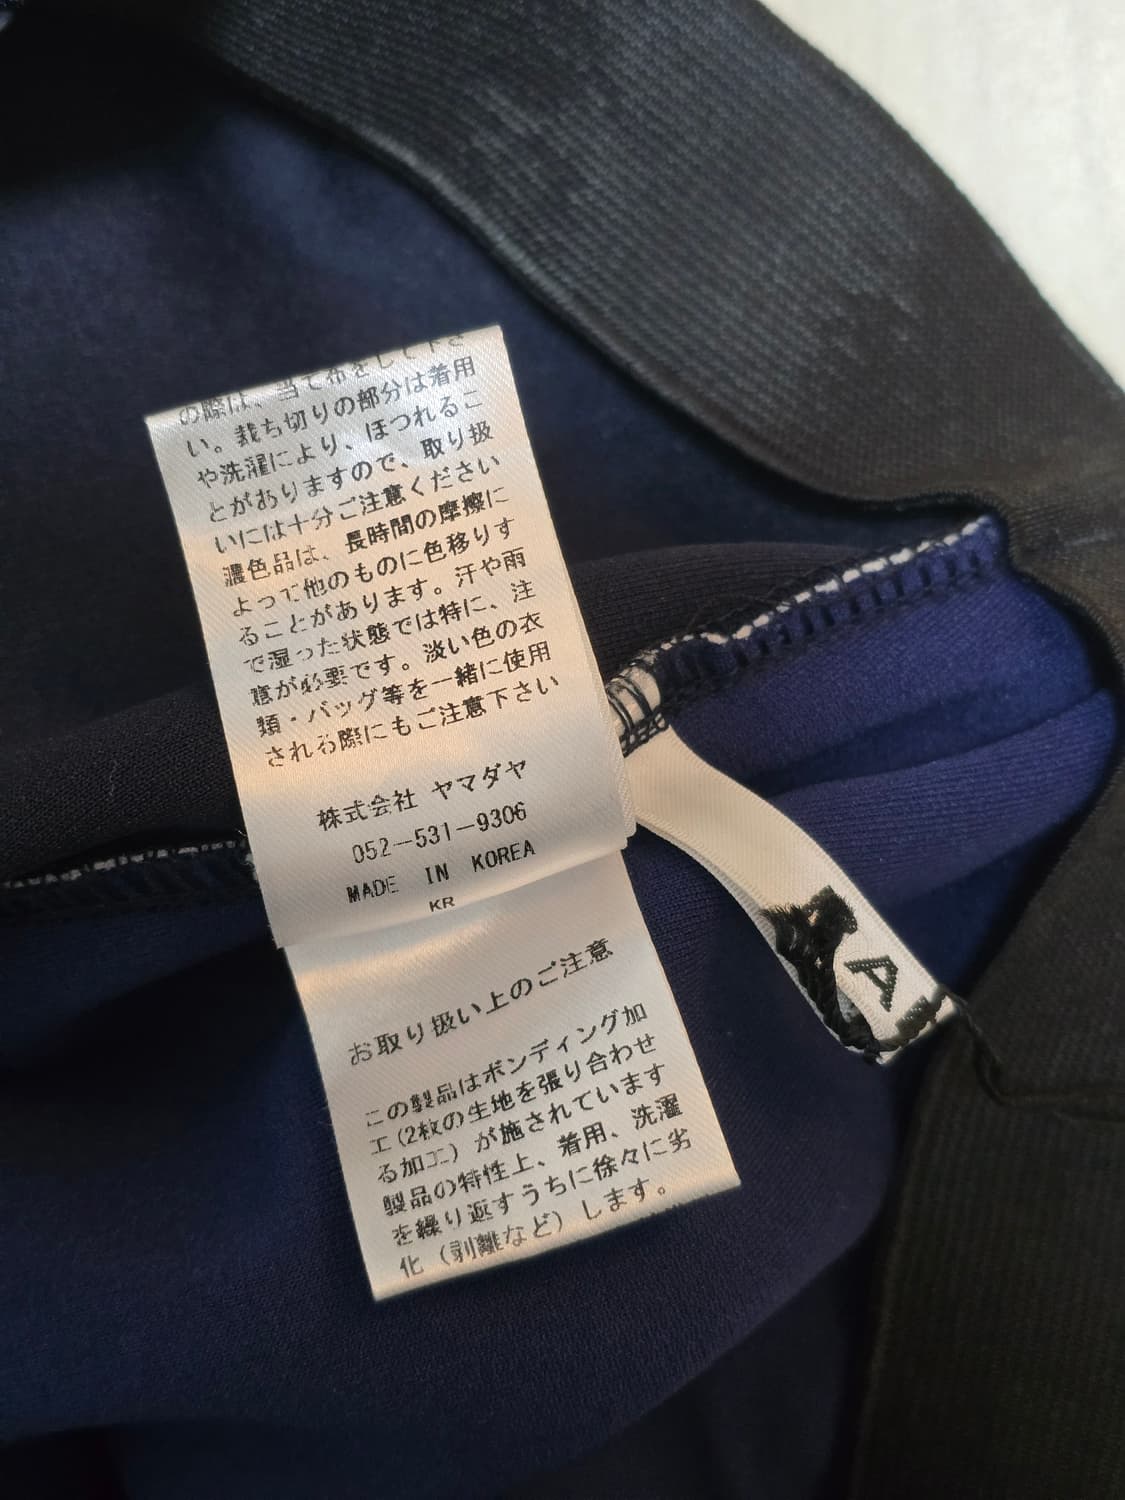 の際は、当て布をして下さ
い。裁ち切りの部分は着用
や洗濯により、ほつれるこ
とがありますので、取り扱
いには十分ご注意ください
濃色品は、長時間の摩擦に
よって他のものに色移りす
ることがあります。汗や雨
で湿った状態では特に、注
意が必要です。淡い色の衣
類・バッグ等を一緒に使用
される際にもご注意下さい
株式会社 ヤマダヤ
052-531-9306
MADE IN KOREA
KR
お取り扱い上のご注意
この製品はボンディング加
工(2枚の生地を張り合わせ
る加工)が施されています
製品の特性上、着用、洗濯
を繰り返すうちに徐々に劣
化(剥離など)します。
A